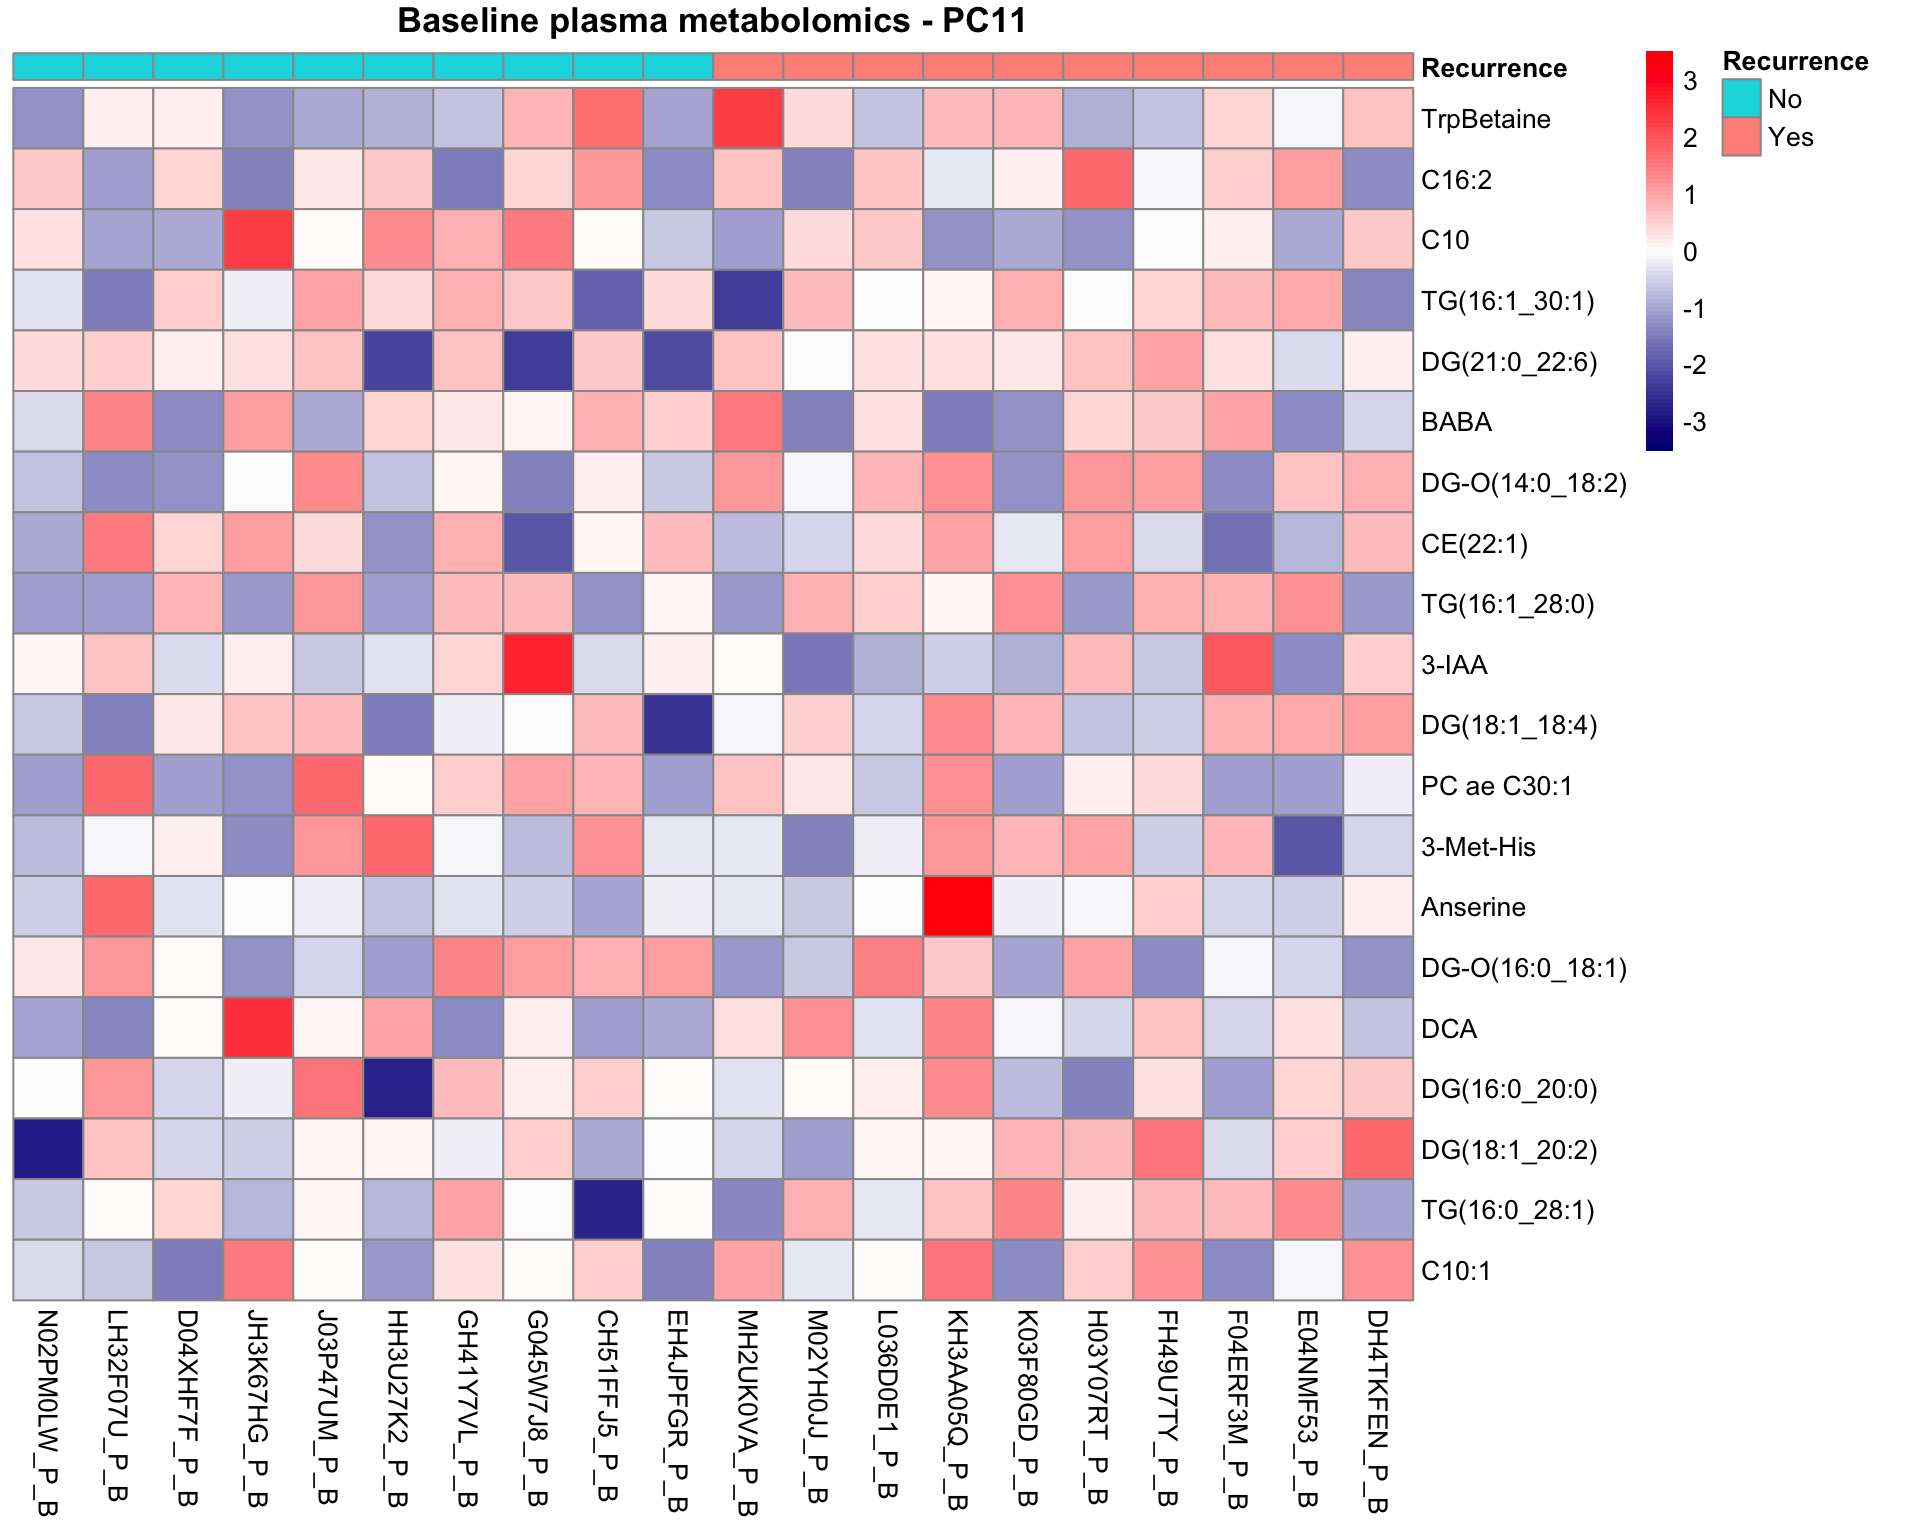 Baseline plasma metabolomics - PC11
Recurrence
TrpBetaine
C16:2
C10
TG(16:1_30:1)
DG(21:0_22:6)
BABA
DG-O(14:0_18:2)
CE(22:1)
TG(16:1_28:0)
3-IAA
DG(18:1_18:4)
PC ae C30:1
3-Met-His
Anserine
DG-O(16:0_18:1)
DCA
DG(16:0_20:0)
DG(18:1_20:2)
TG(16:0_28:1)
C10:1
N02PM0LW_P_B
LH32F07U_P_B
D04XHF7F_P_B
JH3K67HG_P_B
J03P47UM_P_B
HH3U27K2_P_B
GH41Y7VL_P_B
G045W7J8_P_B
CH51FFJ5_P_B
EH4JPFGR_P_B
MH2UK0VA_P_B
M02YH0JJ_P_B
L036D0E1_P_B
KH3AA05Q_P_B
K03F80GD_P_B
H03Y07RT_P_B
FH49U7TY_P_B
F04ERF3M_P_B
E04NMF53_P_B
DH4TKFEN_P_B
3
2
1
0
-1
-2
-3
Recurrence
No
Yes